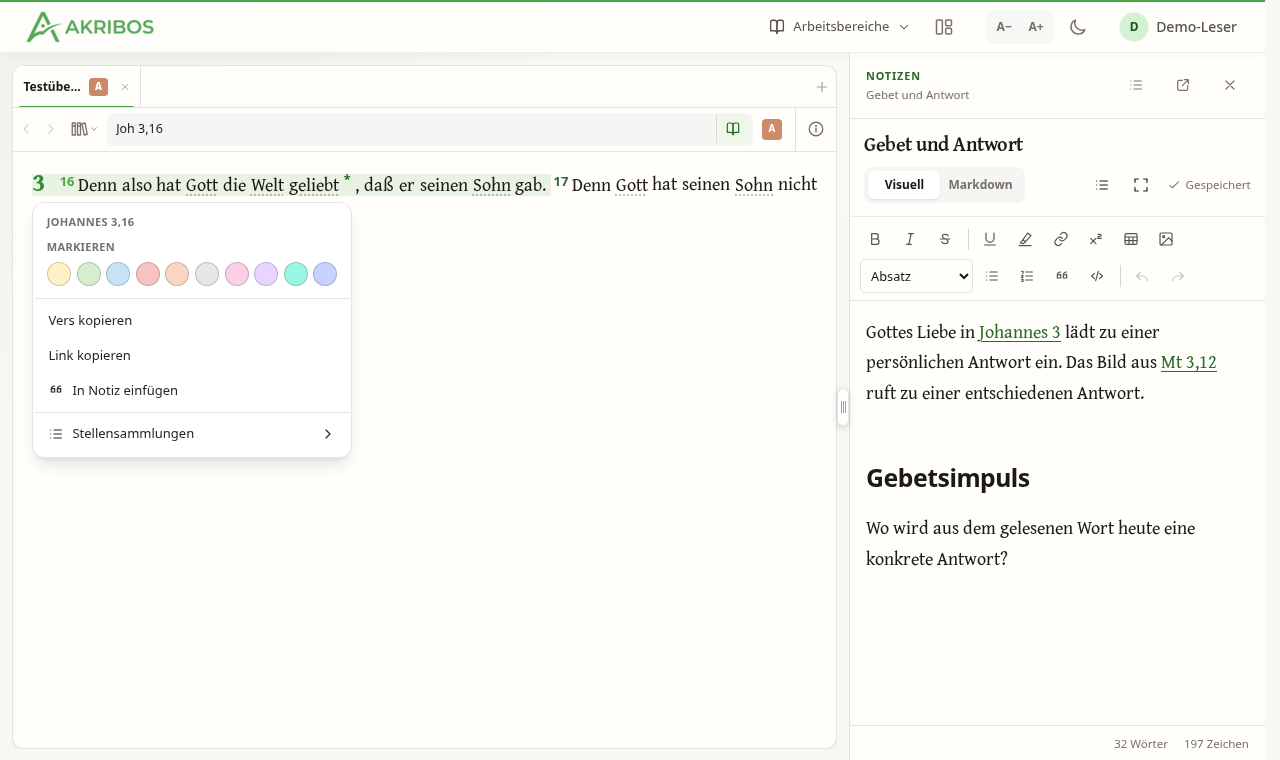 AKRIBOS
Arbeitsbereiche
A−
A+
D
Demo-Leser
Testübe...
A
Joh 3,16
A
3 16 Denn also hat Gott die Welt geliebt * , daß er seinen Sohn gab. 17 Denn Gott hat seinen Sohn nicht
JOHANNES 3,16
MARKIEREN
Vers kopieren
Link kopieren
In Notiz einfügen
Stellensammlungen
NOTIZEN
Gebet und Antwort
Gebet und Antwort
Visuell
Markdown
Gespeichert
Absatz
Gottes Liebe in Johannes 3 lädt zu einer
persönlichen Antwort ein. Das Bild aus Mt 3,12
ruft zu einer entschiedenen Antwort.
Gebetsimpuls
Wo wird aus dem gelesenen Wort heute eine
konkrete Antwort?
32 Wörter
197 Zeichen